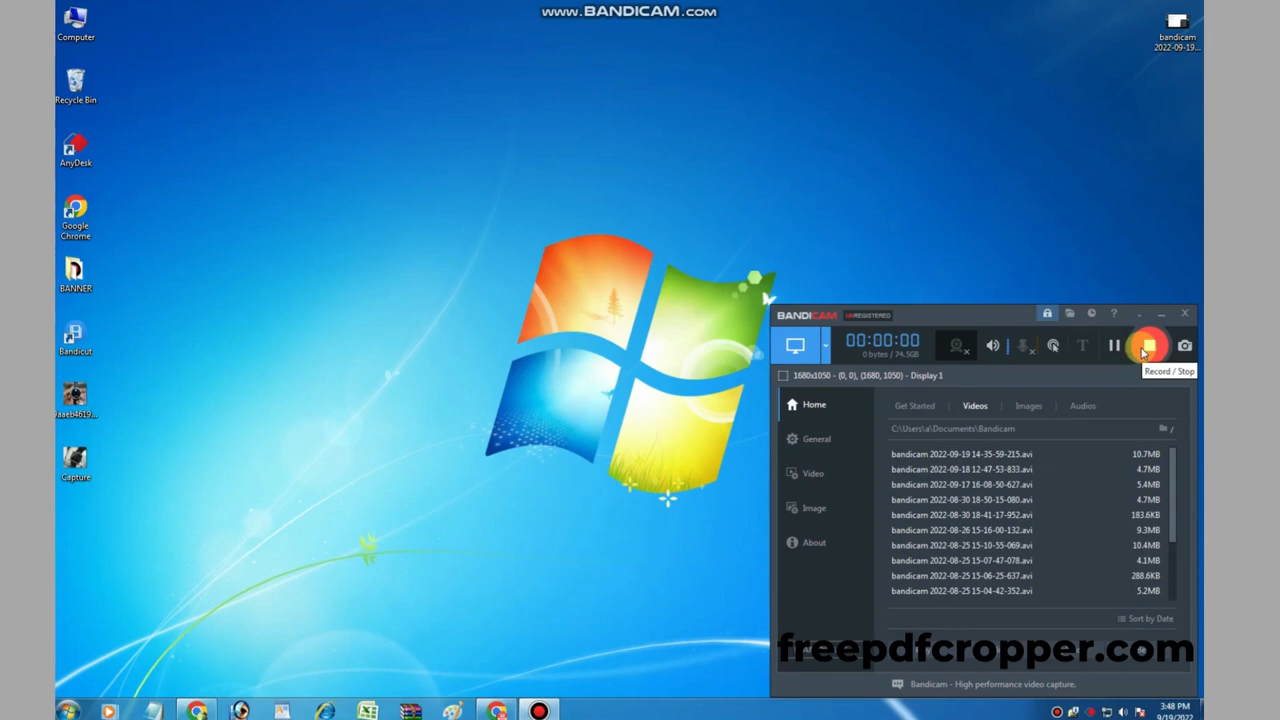 www.BANDICAM.com
Computer
Recycle Bin
AnyDesk
Google
Chrome
BANNER
Bandicut
Capture
bandicam
2022-09-19...
BANDICAM UNREGISTERED
?
00:00:00
0 bytes / 74.5GB
T
Record / Stop
1680x1050 - (0, 0), (1680, 1050) - Display 1
Home
General
Video
Image
About
Get Started Videos Images Audios
C:\Users\a\Documents\Bandicam
bandicam 2022-09-19 14-35-59-215.avi 10.7MB
bandicam 2022-09-18 12-47-53-833.avi 4.7MB
bandicam 2022-09-17 16-08-50-627.avi 5.4MB
bandicam 2022-08-30 18-50-15-080.avi 4.7MB
bandicam 2022-08-30 18-41-17-952.avi 183.6KB
bandicam 2022-08-26 15-16-00-132.avi 9.3MB
bandicam 2022-08-25 15-10-55-069.avi 10.4MB
bandicam 2022-08-25 15-07-47-078.avi 4.1MB
bandicam 2022-08-25 15-06-25-637.avi 288.6KB
bandicam 2022-08-25 15-04-42-352.avi 5.2MB
Sort by Date
freepdfcropper.com
Bandicam - High performance video capture.
3:48 PM
9/19/2022